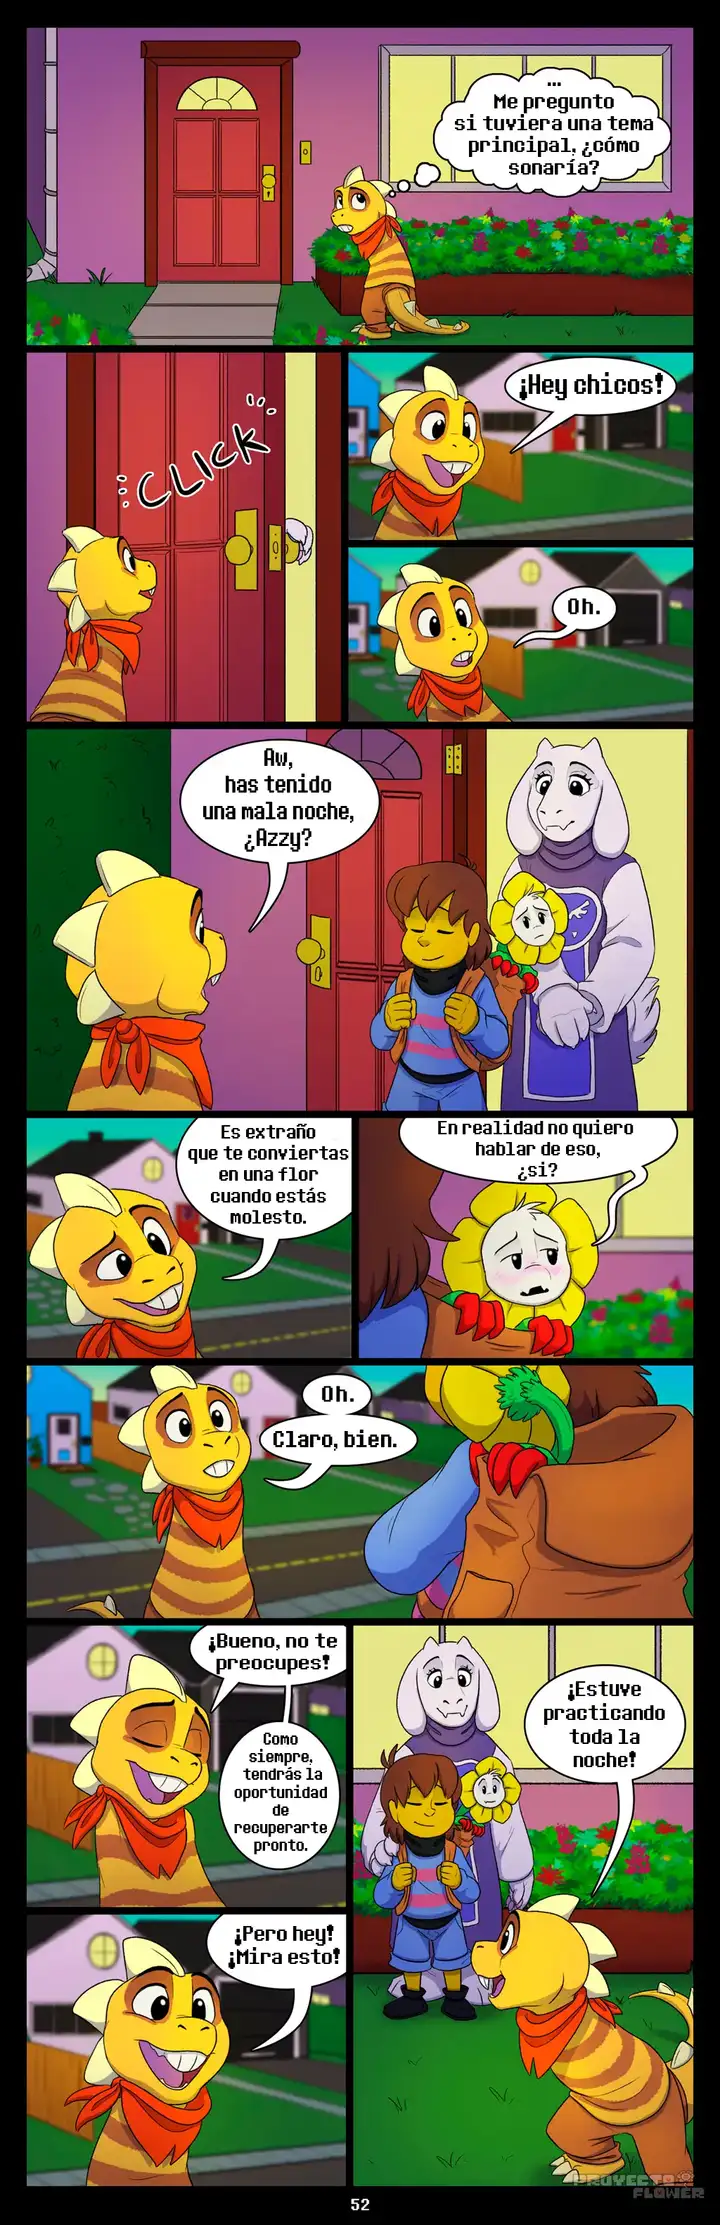 ...
Me pregunto
si tuviera una tema
principal, ¿cómo
sonaría?
CLICK
¡Hey chicos!
Oh.
Aw,
has tenido
una mala noche,
¿Azzy?
Es extraño
que te conviertas
en una flor
cuando estás
molesto.
En realidad no quiero
hablar de eso,
¿si?
Oh.
Claro, bien.
¡Bueno, no te
preocupes!
Como
siempre,
tendrás la
oportunidad
de
recuperarte
pronto.
¡Estuve
practicando
toda la
noche!
¡Pero hey!
¡Mira esto!
PROYECTO
FLOWER
52